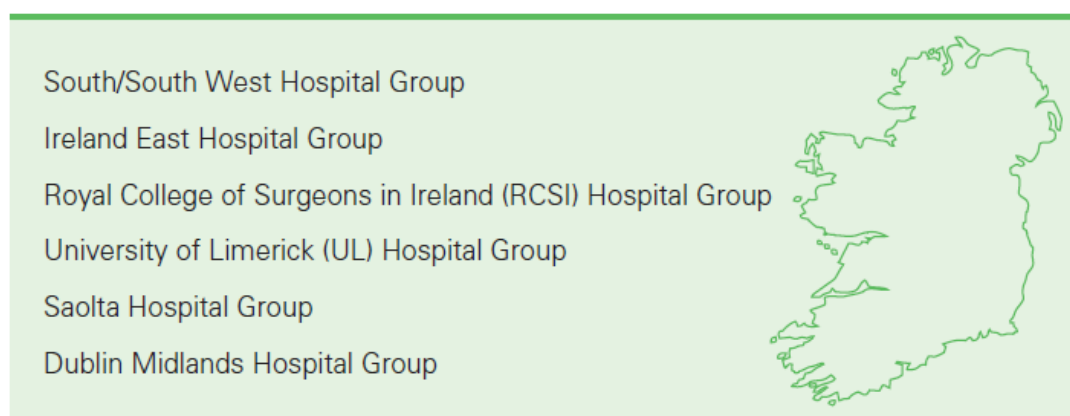 South/South West Hospital Group
Ireland East Hospital Group
Royal College of Surgeons in Ireland (RCSI) Hospital Group
University of Limerick (UL) Hospital Group
Saolta Hospital Group
Dublin Midlands Hospital Group